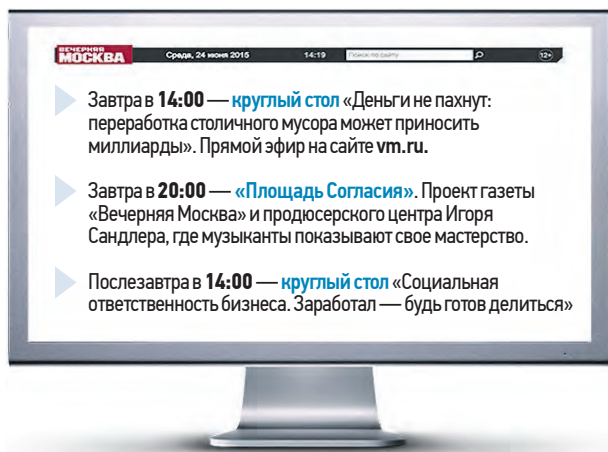 ВЕЧЕРНЯЯ
МОСКВА Среда, 24 июня 2015 14:19 Поиск по сайту 12+
Завтра в 14:00 — круглый стол «Деньги не пахнут:
переработка столичного мусора может приносить
миллиарды». Прямой эфир на сайте vm.ru.
Завтра в 20:00 — «Площадь Согласия». Проект газеты
«Вечерняя Москва» и продюсерского центра Игоря
Сандлера, где музыканты показывают свое мастерство.
Послезавтра в 14:00 — круглый стол «Социальная
ответственность бизнеса. Заработал — будь готов делиться»